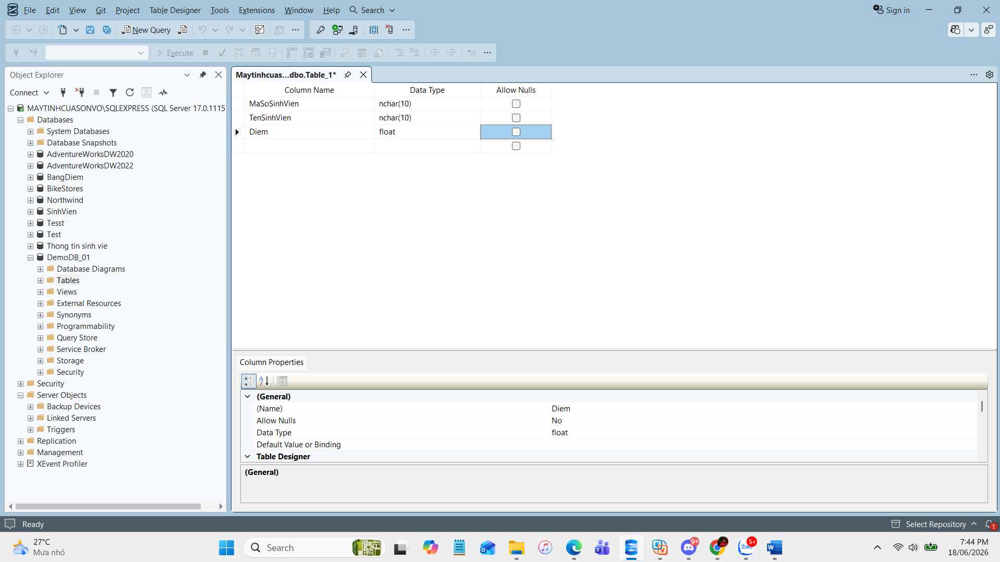 File Edit View Git Project Table Designer Tools Extensions Window Help Search Sign in
New Query
Execute
Object Explorer
Connect
MAYTINHCUASONVO\SQLEXPRESS (SQL Server 17.0.1115
Databases
System Databases
Database Snapshots
AdventureWorksDW2020
AdventureWorksDW2022
BangDiem
BikeStores
Northwind
SinhVien
Tesst
Test
Thong tin sinh vie
DemoDB_01
Database Diagrams
Tables
Views
External Resources
Synonyms
Programmability
Query Store
Service Broker
Storage
Security
Security
Server Objects
Backup Devices
Linked Servers
Triggers
Replication
Management
XEvent Profiler
Maytinhcuas...dbo.Table_1*
Column Name Data Type Allow Nulls
MaSoSinhVien nchar(10)
TenSinhVien nchar(10)
Diem float
Column Properties
(General)
(Name) Diem
Allow Nulls No
Data Type float
Default Value or Binding
Table Designer
(General)
Ready Select Repository 1
27°C
Mưa nhỏ
Search
9+
Zalo
5+
7:44 PM
18/06/2026